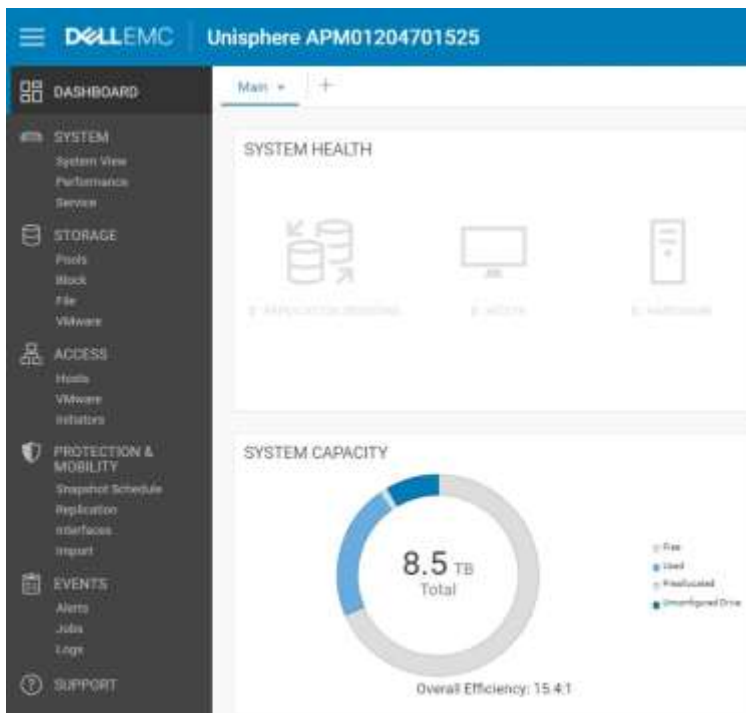 DELLEMC
Unisphere APM01204701525
DASHBOARD
SYSTEM
System View
Performance
Service
STORAGE
Pools
Block
File
VMware
ACCESS
Hosts
VMware
Initiators
PROTECTION &
MOBILITY
Snapshot Schedule
Replication
Interfaces
Import
EVENTS
Alerts
Jobs
Logs
SUPPORT
Main
SYSTEM HEALTH
SYSTEM CAPACITY
8.5 TB
Total
Free
Used
Preallocated
Unconfigured Drive
Overall Efficiency: 15.4:1